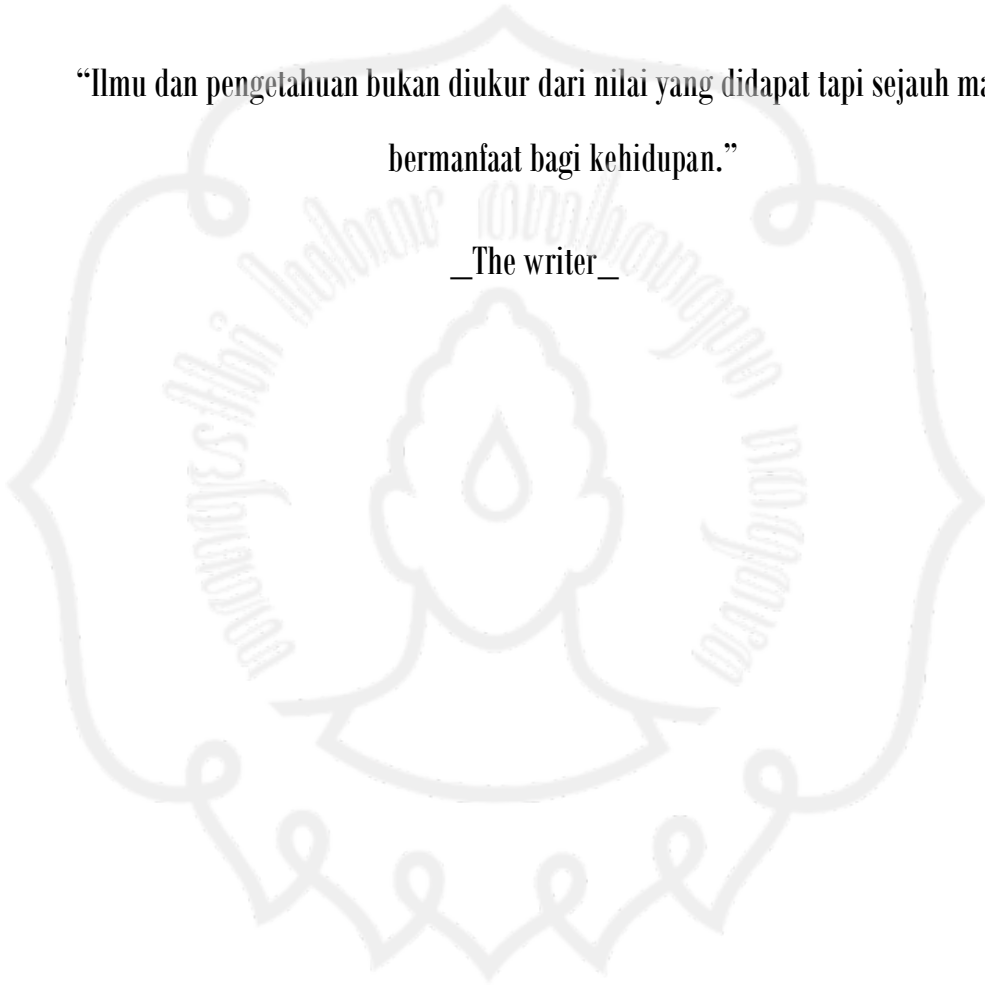 “Ilmu dan pengetahuan bukan diukur dari nilai yang didapat tapi sejauh
bermanfaat bagi kehidupan.”
_The writer_